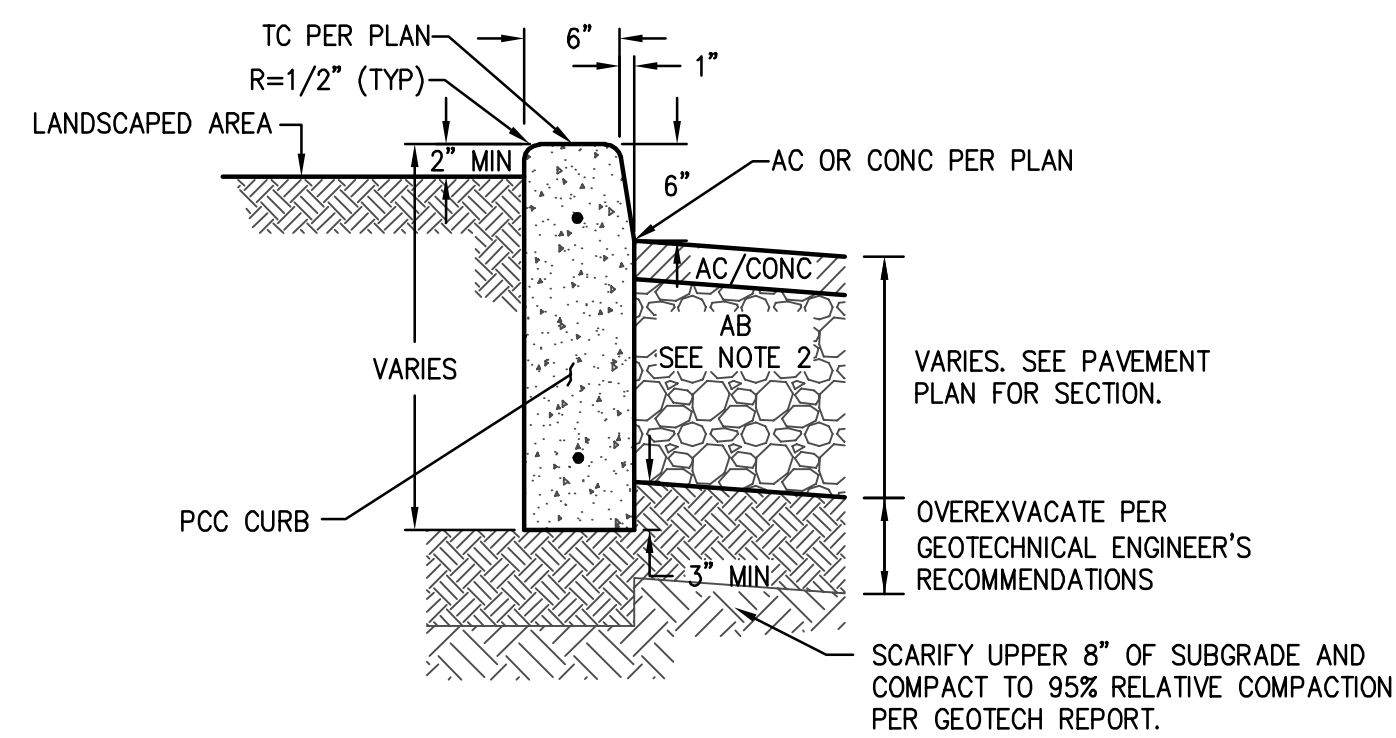 TC PER PLAN
6"
R=1/2" (TYP)
1"
LANDSCAPED AREA
2" MIN
AC OR CONC PER PLAN
6"
AC/CONC
AB
SEE NOTE 2
VARIES
VARIES. SEE PAVEMENT
PLAN FOR SECTION.
PCC CURB
OVEREXVACATE PER
GEOTECHNICAL ENGINEER'S
RECOMMENDATIONS
3" MIN
SCARIFY UPPER 8" OF SUBGRADE AND
COMPACT TO 95% RELATIVE COMPACTION
PER GEOTECH REPORT.